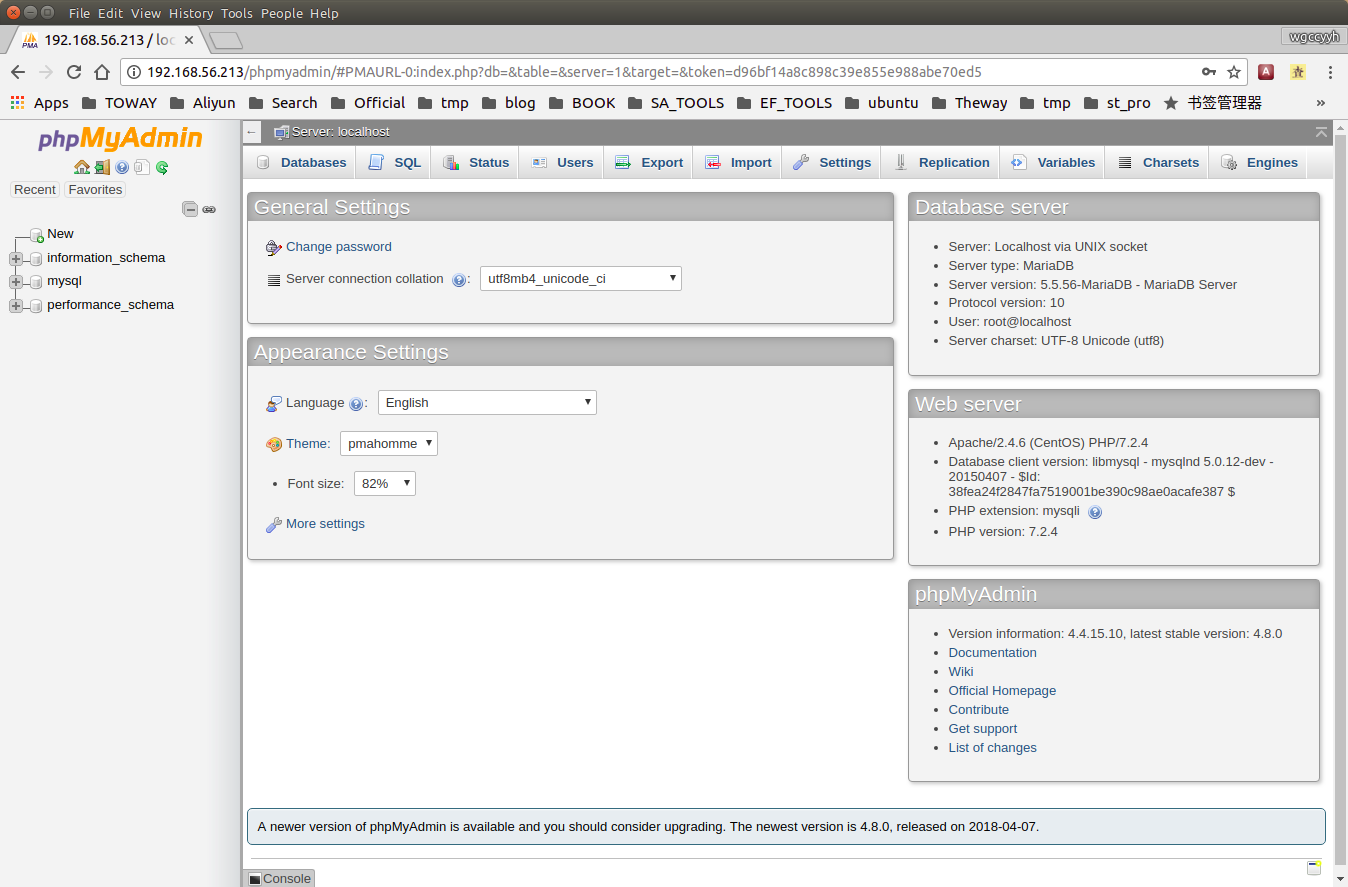 File Edit View History Tools People Help
192.168.56.213 / loc
wgccyyh
192.168.56.213/phpmyadmin/#PMAURL-0:index.php?db=&table=&server=1&target=&token=d96bf14a8c898c39e855e988abe70ed5
Apps TOWAY Aliyun Search Official tmp blog BOOK SA_TOOLS EF_TOOLS ubuntu Theway tmp st_pro 书签管理器 »
phpMyAdmin
Recent Favorites
New
information_schema
mysql
performance_schema
Server: localhost
Databases SQL Status Users Export Import Settings Replication Variables Charsets Engines
General Settings
Change password
Server connection collation : utf8mb4_unicode_ci
Appearance Settings
Language : English
Theme: pmahomme
Font size: 82%
More settings
Database server
Server: Localhost via UNIX socket
Server type: MariaDB
Server version: 5.5.56-MariaDB - MariaDB Server
Protocol version: 10
User: root@localhost
Server charset: UTF-8 Unicode (utf8)
Web server
Apache/2.4.6 (CentOS) PHP/7.2.4
Database client version: libmysql - mysqlnd 5.0.12-dev -
20150407 - $Id:
38fea24f2847fa7519001be390c98ae0acafe387 $
PHP extension: mysqli
PHP version: 7.2.4
phpMyAdmin
Version information: 4.4.15.10, latest stable version: 4.8.0
Documentation
Wiki
Official Homepage
Contribute
Get support
List of changes
A newer version of phpMyAdmin is available and you should consider upgrading. The newest version is 4.8.0, released on 2018-04-07.
Console